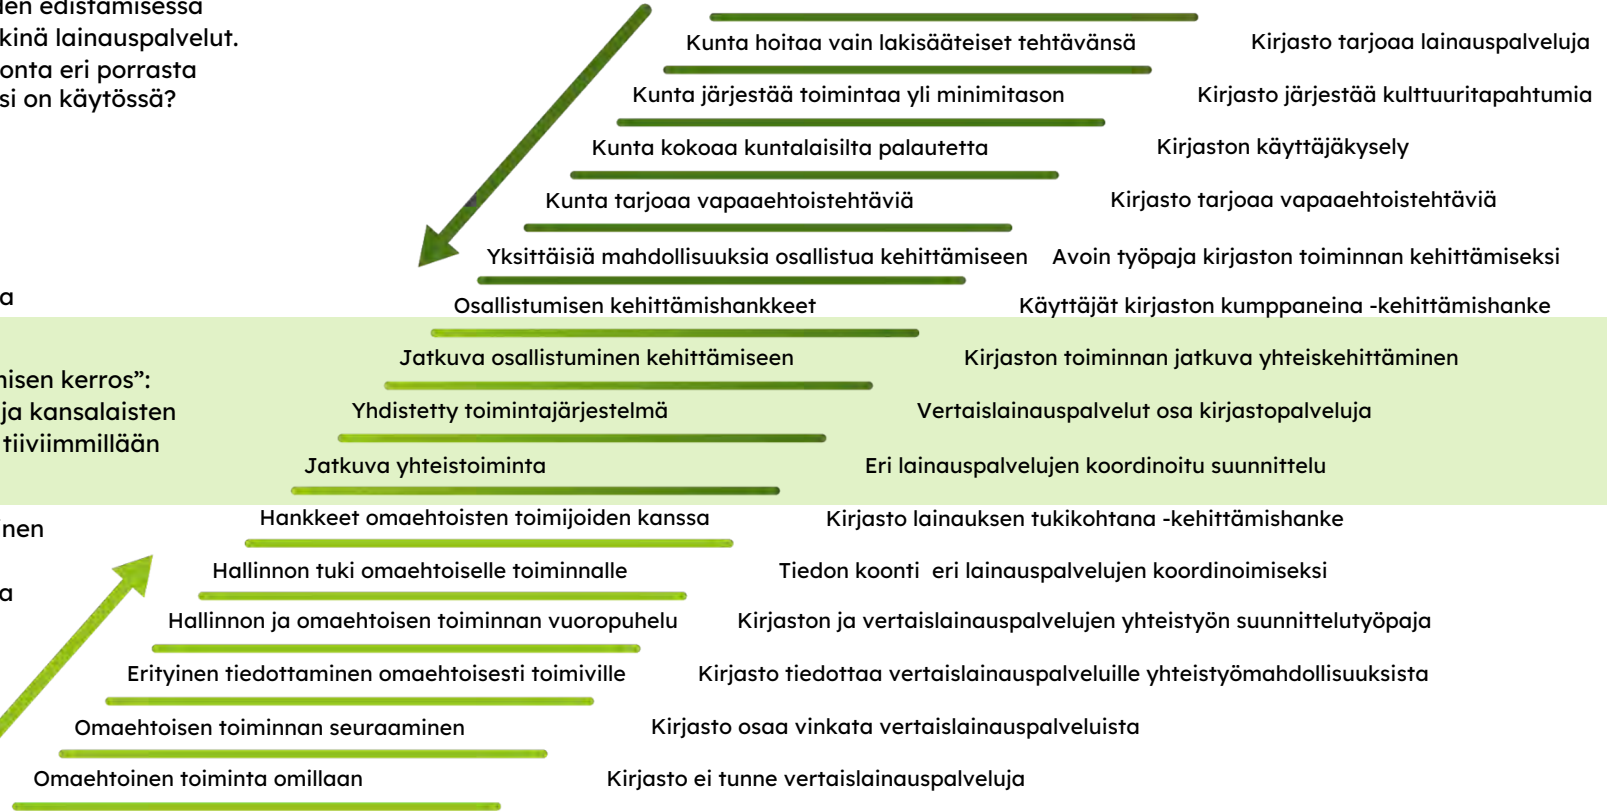 den edistämisessä
kinä lainauspalvelut.
onta eri porrasta
si on käytössä?
Kunta hoitaa vain lakisääteiset tehtävänsä Kirjasto tarjoaa lainauspalveluja
Kunta järjestää toimintaa yli minimitason Kirjasto järjestää kulttuuritapahtumia
Kunta kokoaa kuntalaisilta palautetta Kirjaston käyttäjäkysely
Kunta tarjoaa vapaaehtoistehtäviä Kirjasto tarjoaa vapaaehtoistehtäviä
Yksittäisiä mahdollisuuksia osallistua kehittämiseen Avoin työpaja kirjaston toiminnan kehittämiseksi
a
Osallistumisen kehittämishankkeet Käyttäjät kirjaston kumppaneina -kehittämishanke
Jatkuva osallistuminen kehittämiseen Kirjaston toiminnan jatkuva yhteiskehittäminen
nisen kerros”:
ja kansalaisten
tiiviimmillään
Yhdistetty toimintajärjestelmä Vertaislainauspalvelut osa kirjastopalveluja
Jatkuva yhteistoiminta Eri lainauspalvelujen koordinoitu suunnittelu
Hankkeet omaehtoisten toimijoiden kanssa Kirjasto lainauksen tukikohtana -kehittämishanke
inen
Hallinnon tuki omaehtoiselle toiminnalle Tiedon koonti eri lainauspalvelujen koordinoimiseksi
a
Hallinnon ja omaehtoisen toiminnan vuoropuhelu Kirjaston ja vertaislainauspalvelujen yhteistyön suunnittelutyöpaja
Erityinen tiedottaminen omaehtoisesti toimiville Kirjasto tiedottaa vertaislainauspalveluille yhteistyömahdollisuuksista
Omaehtoisen toiminnan seuraaminen Kirjasto osaa vinkata vertaislainauspalveluista
Omaehtoinen toiminta omillaan Kirjasto ei tunne vertaislainauspalveluja